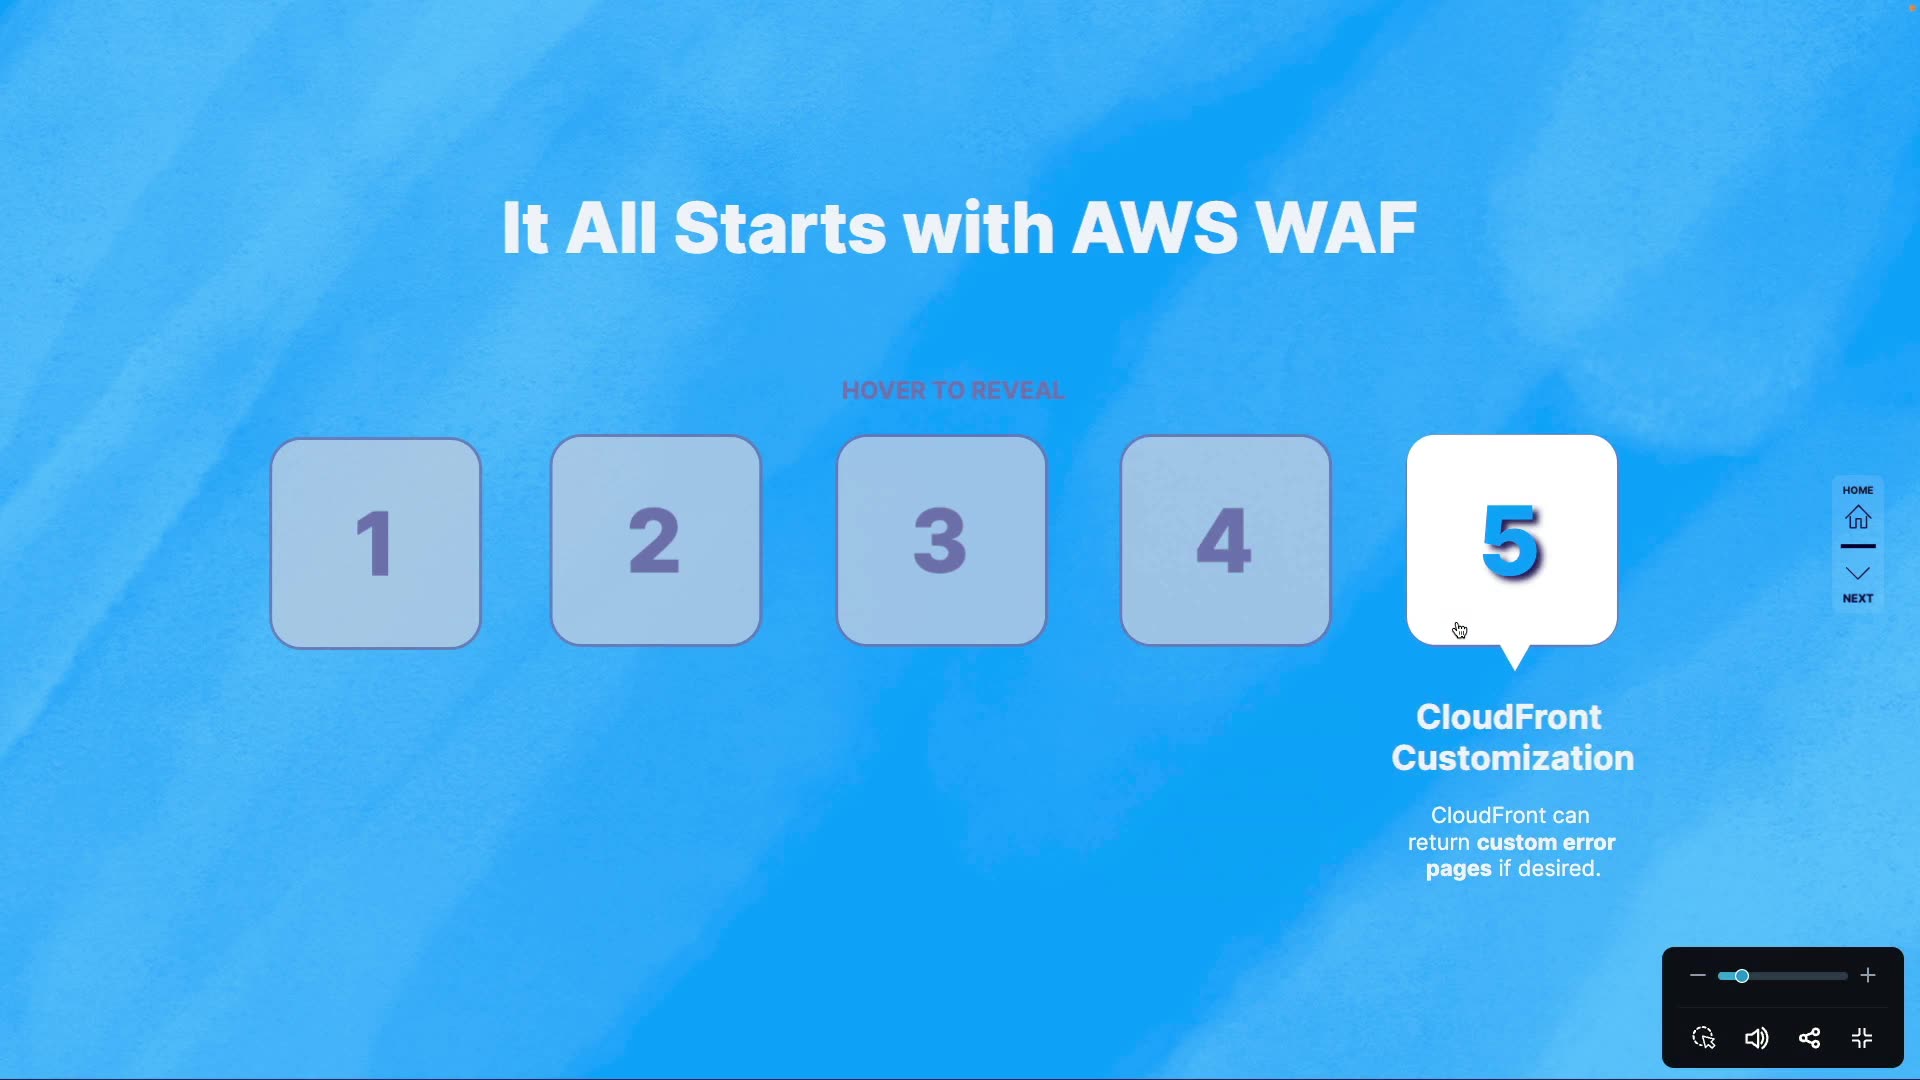 It All Starts with AWS WAF
HOVER TO REVEAL
1
2
3
4
5
CloudFront
Customization
CloudFront can
return custom error
pages if desired.
HOME
NEXT